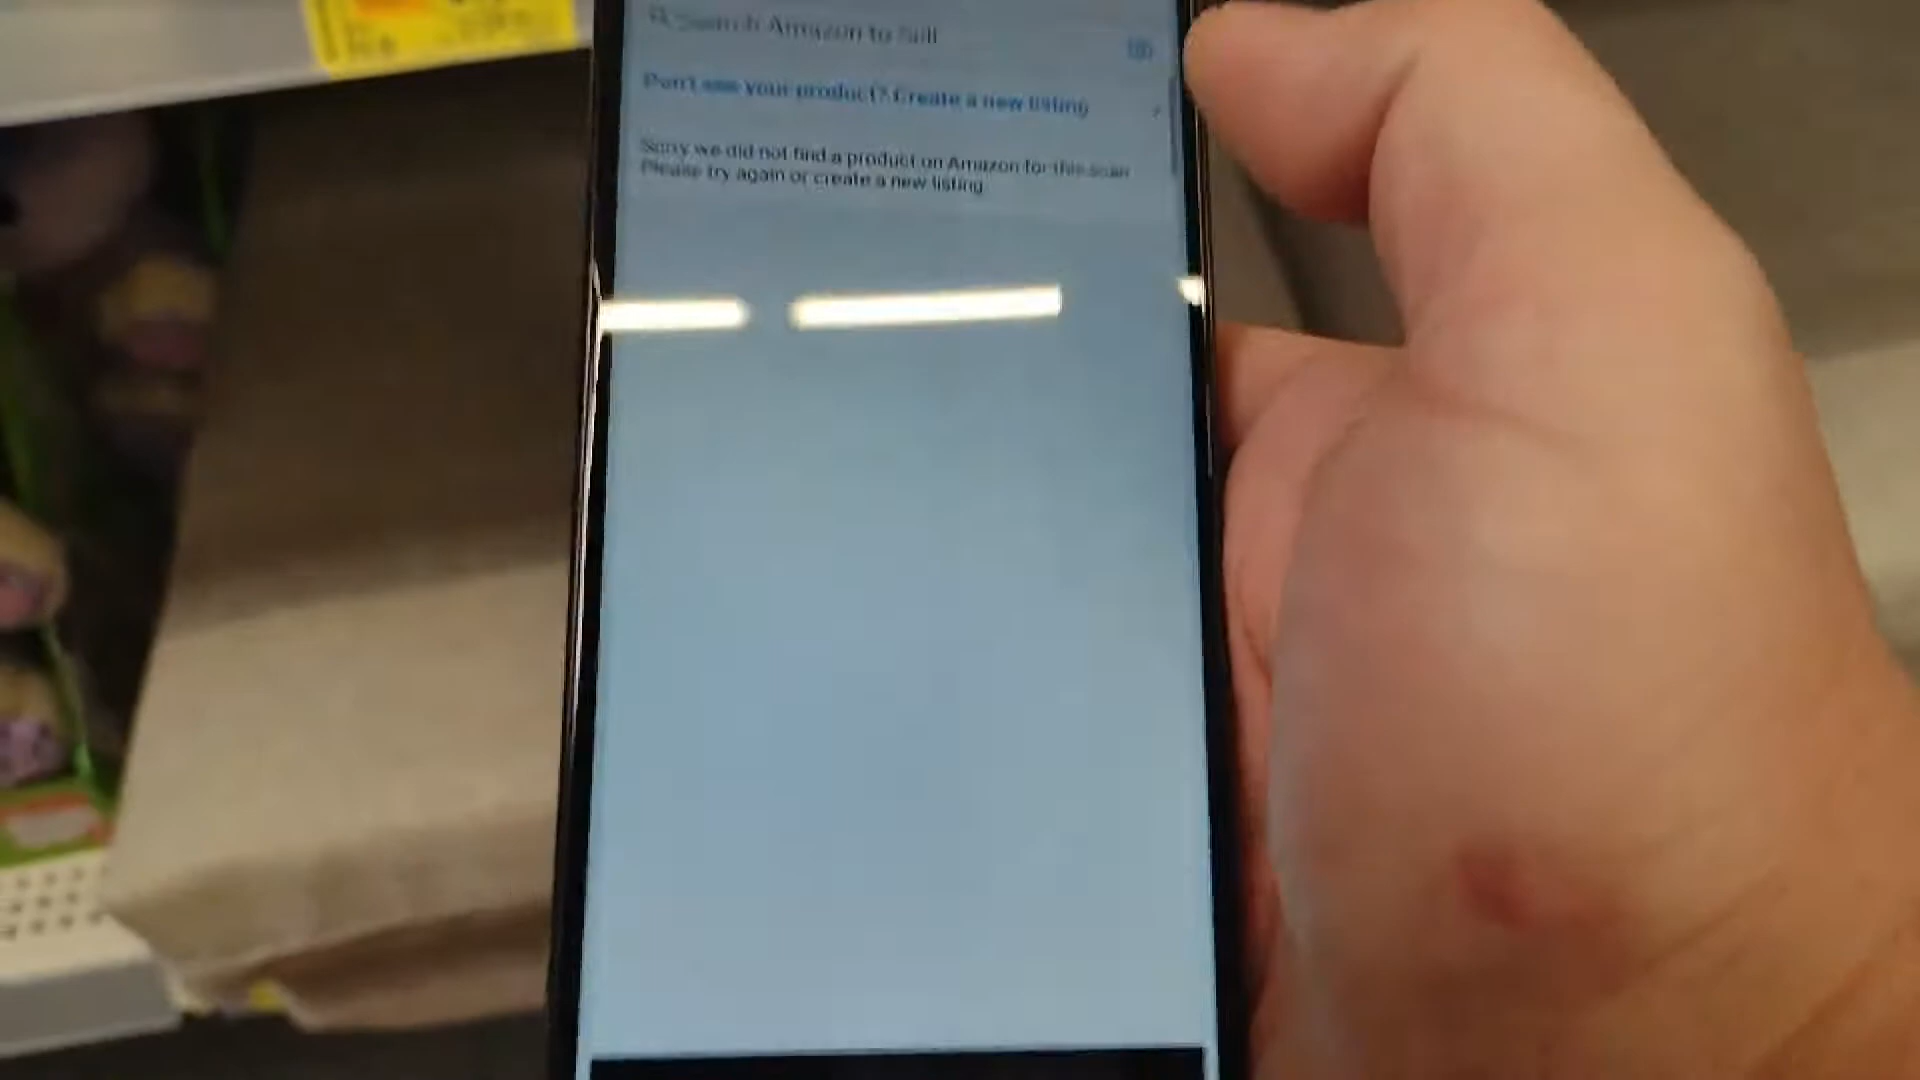 Search Amazon to Sell
Don't see your product? Create a new listing
Sorry we did not find a product on Amazon for this scan
Please try again or create a new listing